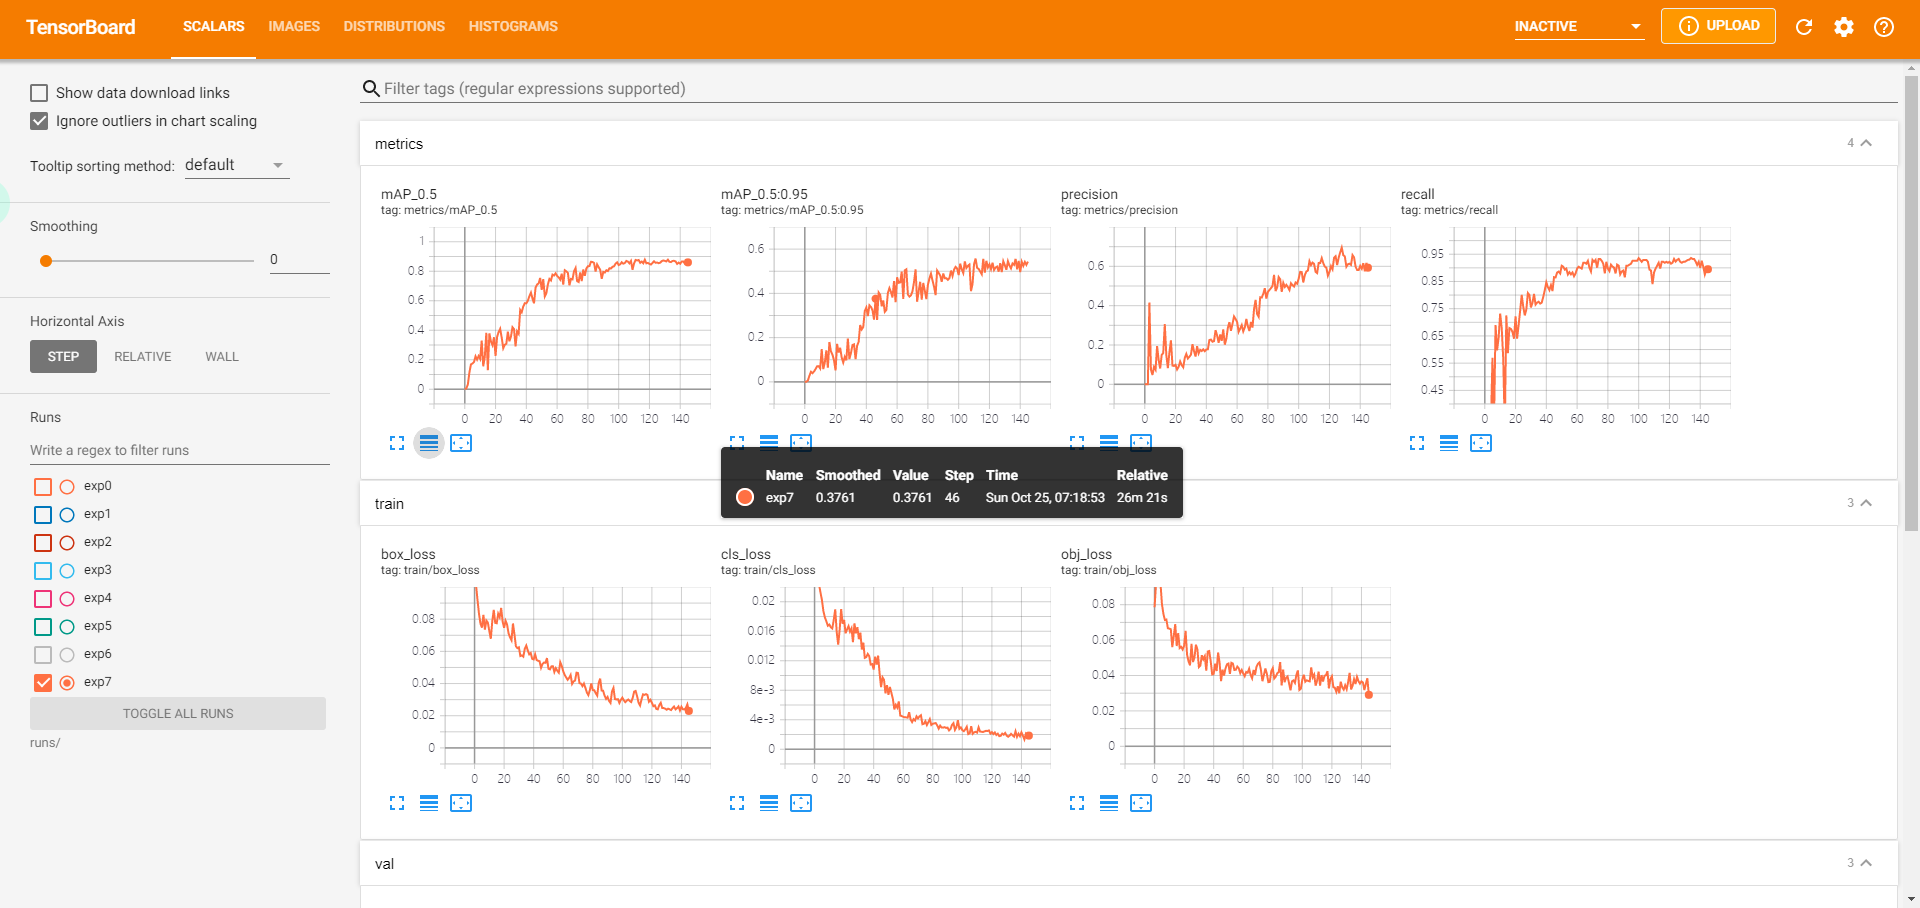 TensorBoard SCALARS IMAGES DISTRIBUTIONS HISTOGRAMS INACTIVE UPLOAD
Show data download links
Ignore outliers in chart scaling
Tooltip sorting method: default
Smoothing
0
Horizontal Axis
STEP RELATIVE WALL
Runs
Write a regex to filter runs
exp0
exp1
exp2
exp3
exp4
exp5
exp6
exp7
TOGGLE ALL RUNS
runs/
Filter tags (regular expressions supported)
metrics 4
mAP_0.5
tag: metrics/mAP_0.5
1
0.8
0.6
0.4
0.2
0
0 20 40 60 80 100 120 140
mAP_0.5:0.95
tag: metrics/mAP_0.5:0.95
0.6
0.4
0.2
0
0 20 40 60 80 100 120 140
precision
tag: metrics/precision
0.6
0.4
0.2
0
0 20 40 60 80 100 120 140
recall
tag: metrics/recall
0.95
0.85
0.75
0.65
0.55
0.45
0 20 40 60 80 100 120 140
Name Smoothed Value Step Time Relative
exp7 0.3761 0.3761 46 Sun Oct 25, 07:18:53 26m 21s
train 3
box_loss
tag: train/box_loss
0.08
0.06
0.04
0.02
0
0 20 40 60 80 100 120 140
cls_loss
tag: train/cls_loss
0.02
0.016
0.012
8e-3
4e-3
0
0 20 40 60 80 100 120 140
obj_loss
tag: train/obj_loss
0.08
0.06
0.04
0.02
0
0 20 40 60 80 100 120 140
val 3